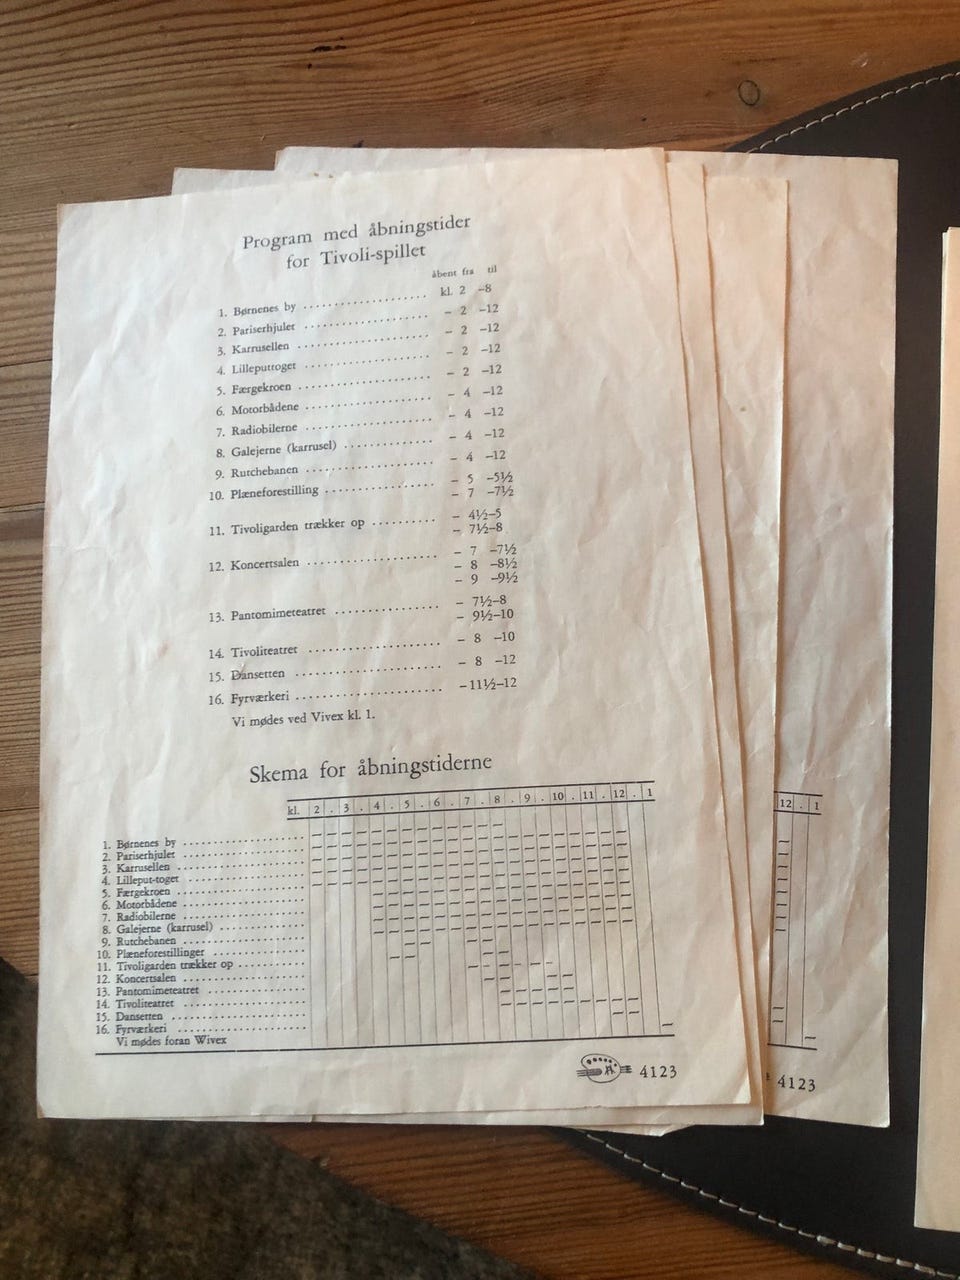 Program med åbningstider
for Tivoli-spillet
åbent fra til
1. Børnenes by kl. 2 –8
2. Pariserhjulet – 2 –12
3. Karrusellen – 2 –12
4. Lilleputtoget – 2 –12
5. Færgekroen – 2 –12
6. Motorbådene – 4 –12
7. Radiobilerne – 4 –12
8. Galejerne (karrusel) – 4 –12
9. Rutchebanen – 4 –12
10. Plæneforestilling – 5 –5½
– 7 –7½
11. Tivoligarden trækker op – 4½–5
– 7½–8
12. Koncertsalen – 7 –7½
– 8 –8½
– 9 –9½
13. Pantomimeteatret – 7½–8
– 9½–10
14. Tivoliteatret – 8 –10
15. Dansetten – 8 –12
16. Fyrværkeri –11½–12
Vi mødes ved Vivex kl. 1.
Skema for åbningstiderne
kl. 2 . 3 . 4 . 5 . 6 . 7 . 8 . 9 . 10 . 11 . 12 . 1
1. Børnenes by
2. Pariserhjulet
3. Karrusellen
4. Lilleput-toget
5. Færgekroen
6. Motorbådene
7. Radiobilerne
8. Galejerne (karrusel)
9. Rutchebanen
10. Plæneforestillinger
11. Tivoligarden trækker op
12. Koncertsalen
13. Pantomimeteatret
14. Tivoliteatret
15. Dansetten
16. Fyrværkeri
Vi mødes foran Wivex
4123
12 . 1
4123